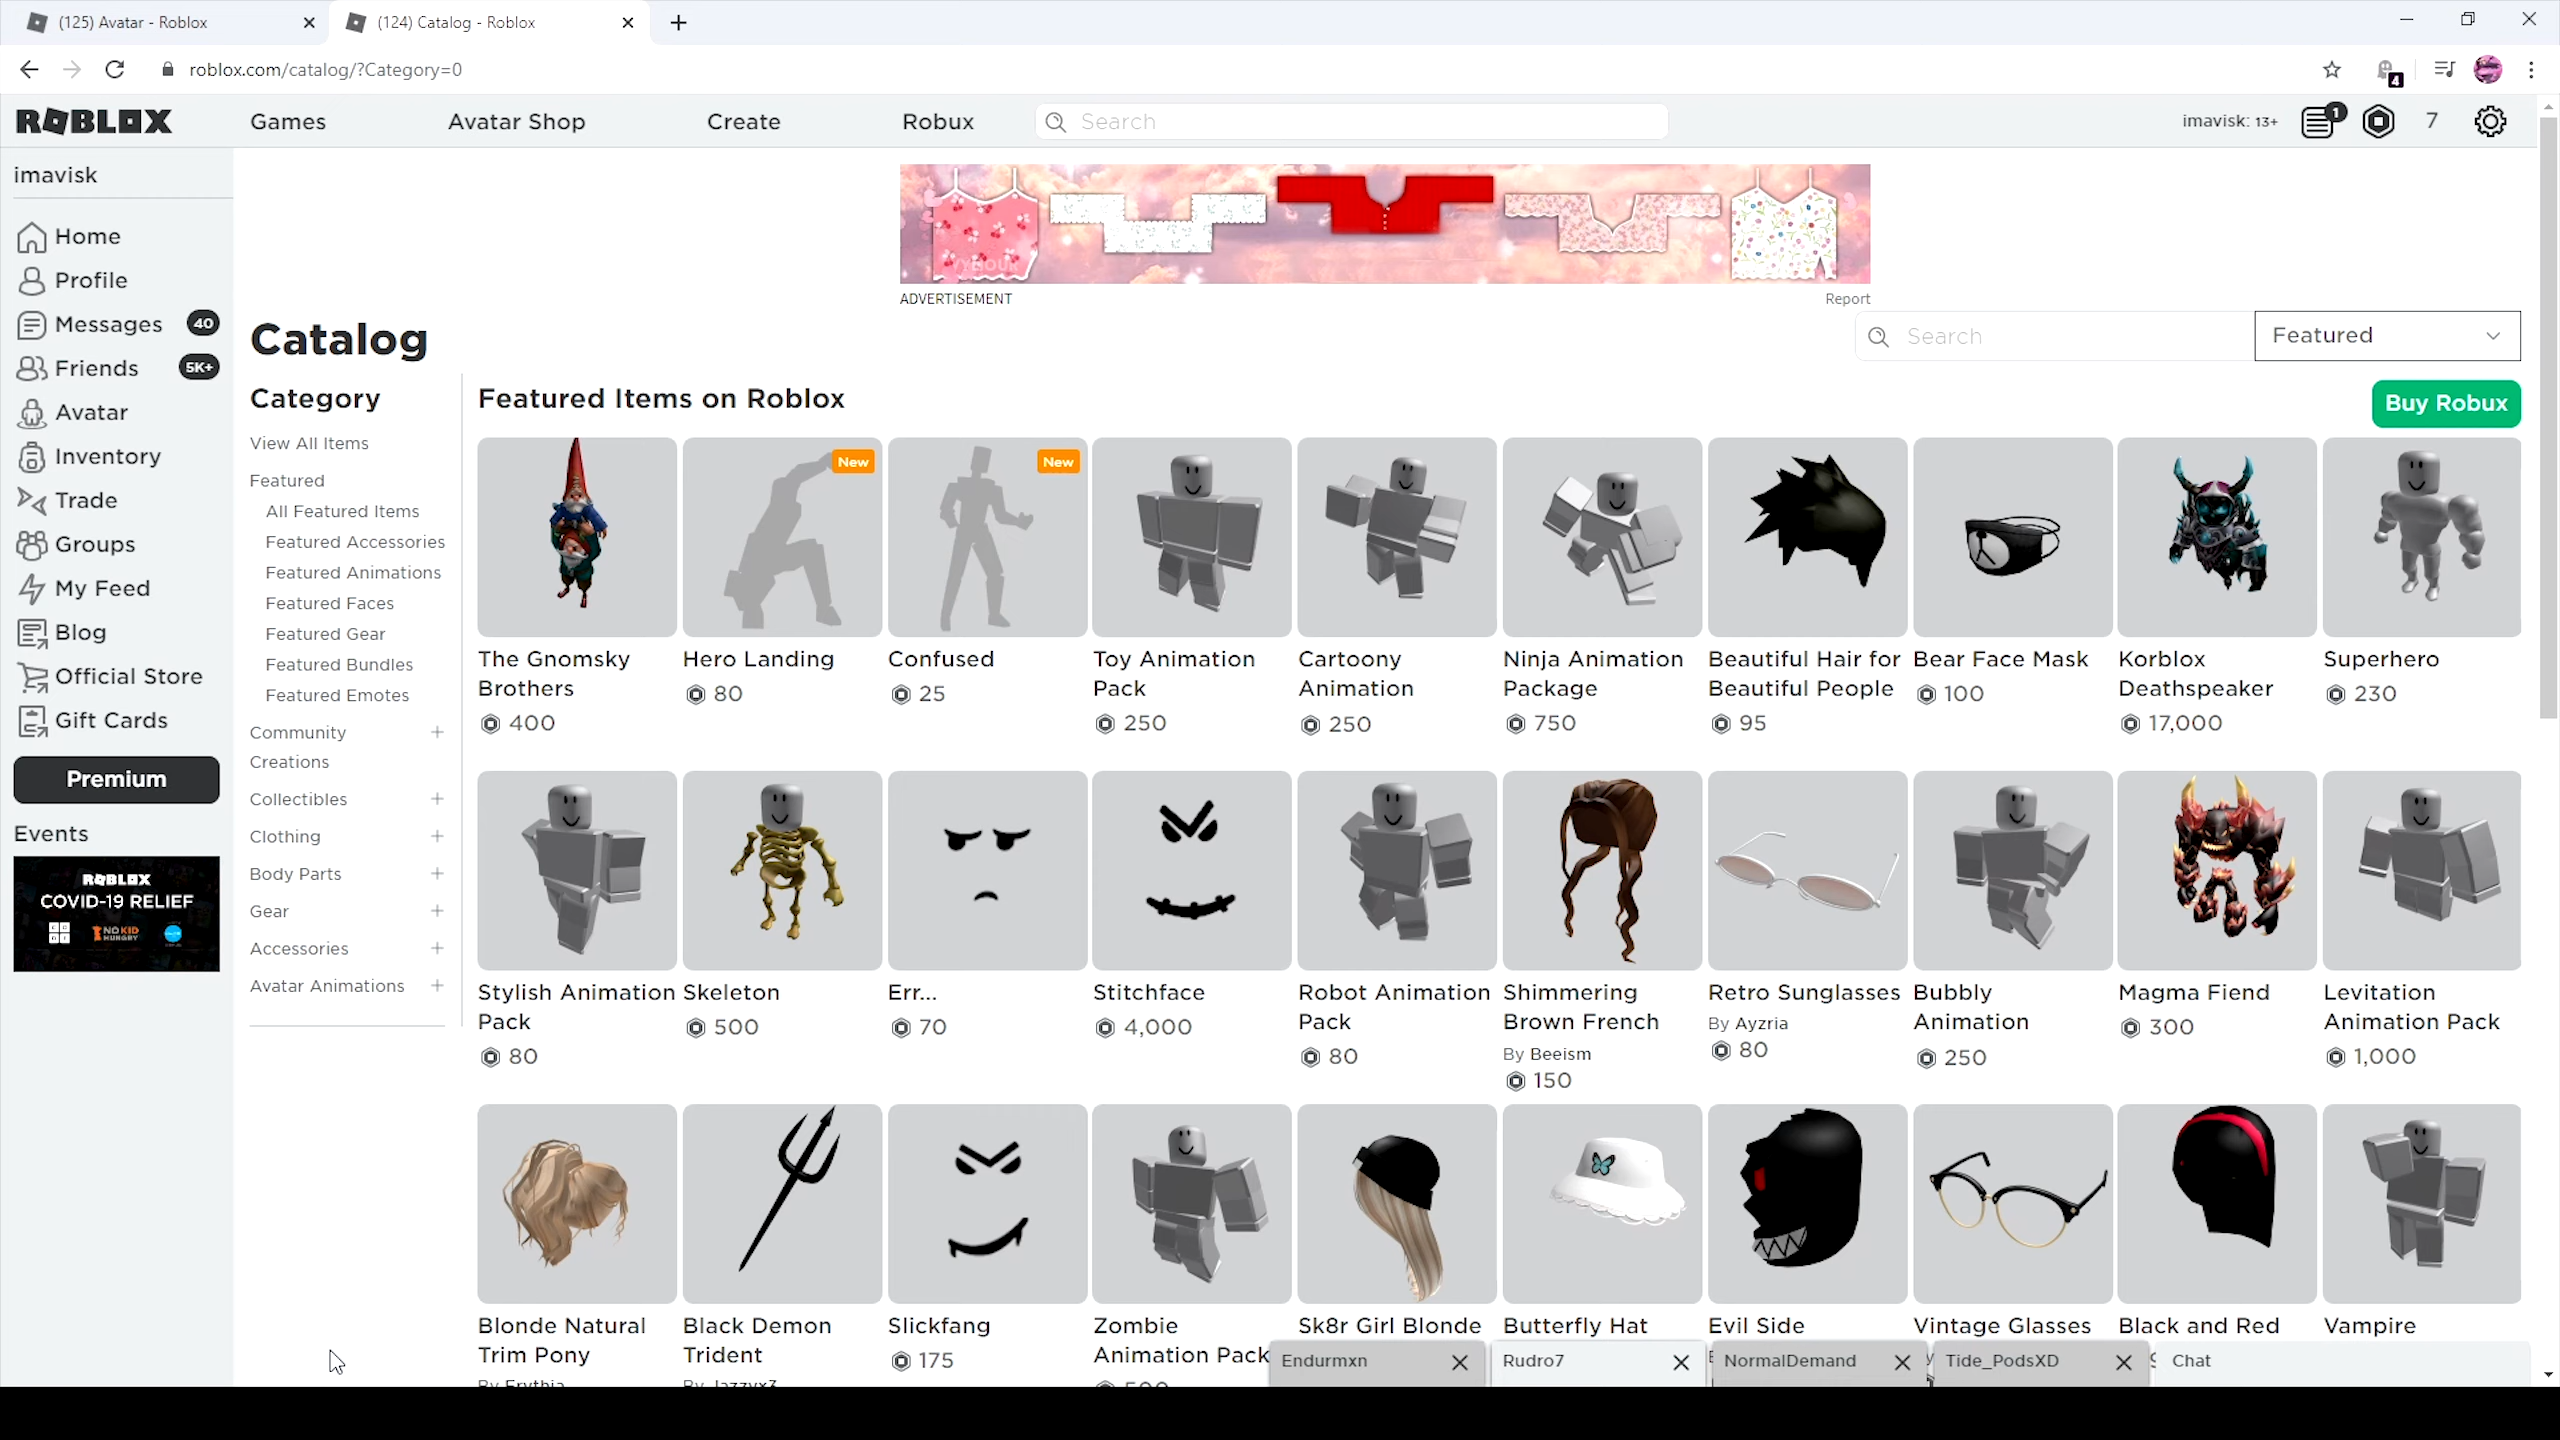 (125) Avatar - Roblox
(124) Catalog - Roblox
roblox.com/catalog/?Category=0
4
ROBLOX
Games
Avatar Shop
Create
Robux
Search
imavisk: 13+
1
7
imavisk
Home
Profile
Messages 40
Friends 5K+
Avatar
Inventory
Trade
Groups
My Feed
Blog
Official Store
Gift Cards
Premium
Events
ROBLOX
COVID-19 RELIEF
NO KID
HUNGRY
ADVERTISEMENT
Report
Catalog
Search
Featured
Category
View All Items
Featured
All Featured Items
Featured Accessories
Featured Animations
Featured Faces
Featured Gear
Featured Bundles
Featured Emotes
Community
Creations
Collectibles
Clothing
Body Parts
Gear
Accessories
Avatar Animations
Featured Items on Roblox
Buy Robux
The Gnomsky
Brothers
400
New
Hero Landing
80
New
Confused
25
Toy Animation
Pack
250
Cartoony
Animation
250
Ninja Animation
Package
750
Beautiful Hair for
Beautiful People
95
Bear Face Mask
100
Korblox
Deathspeaker
17,000
Superhero
230
Stylish Animation
Pack
80
Skeleton
500
Err...
70
Stitchface
4,000
Robot Animation
Pack
80
Shimmering
Brown French
By Beeism
150
Retro Sunglasses
By Ayzria
80
Bubbly
Animation
250
Magma Fiend
300
Levitation
Animation Pack
1,000
Blonde Natural
Trim Pony
By Erythia
Black Demon
Trident
By Jazzyx3
Slickfang
175
Zombie
Animation Pack
500
Sk8r Girl Blonde
Butterfly Hat
Evil Side
Vintage Glasses
Black and Red
Vampire
Endurmxn
Rudro7
NormalDemand
Tide_PodsXD
Chat